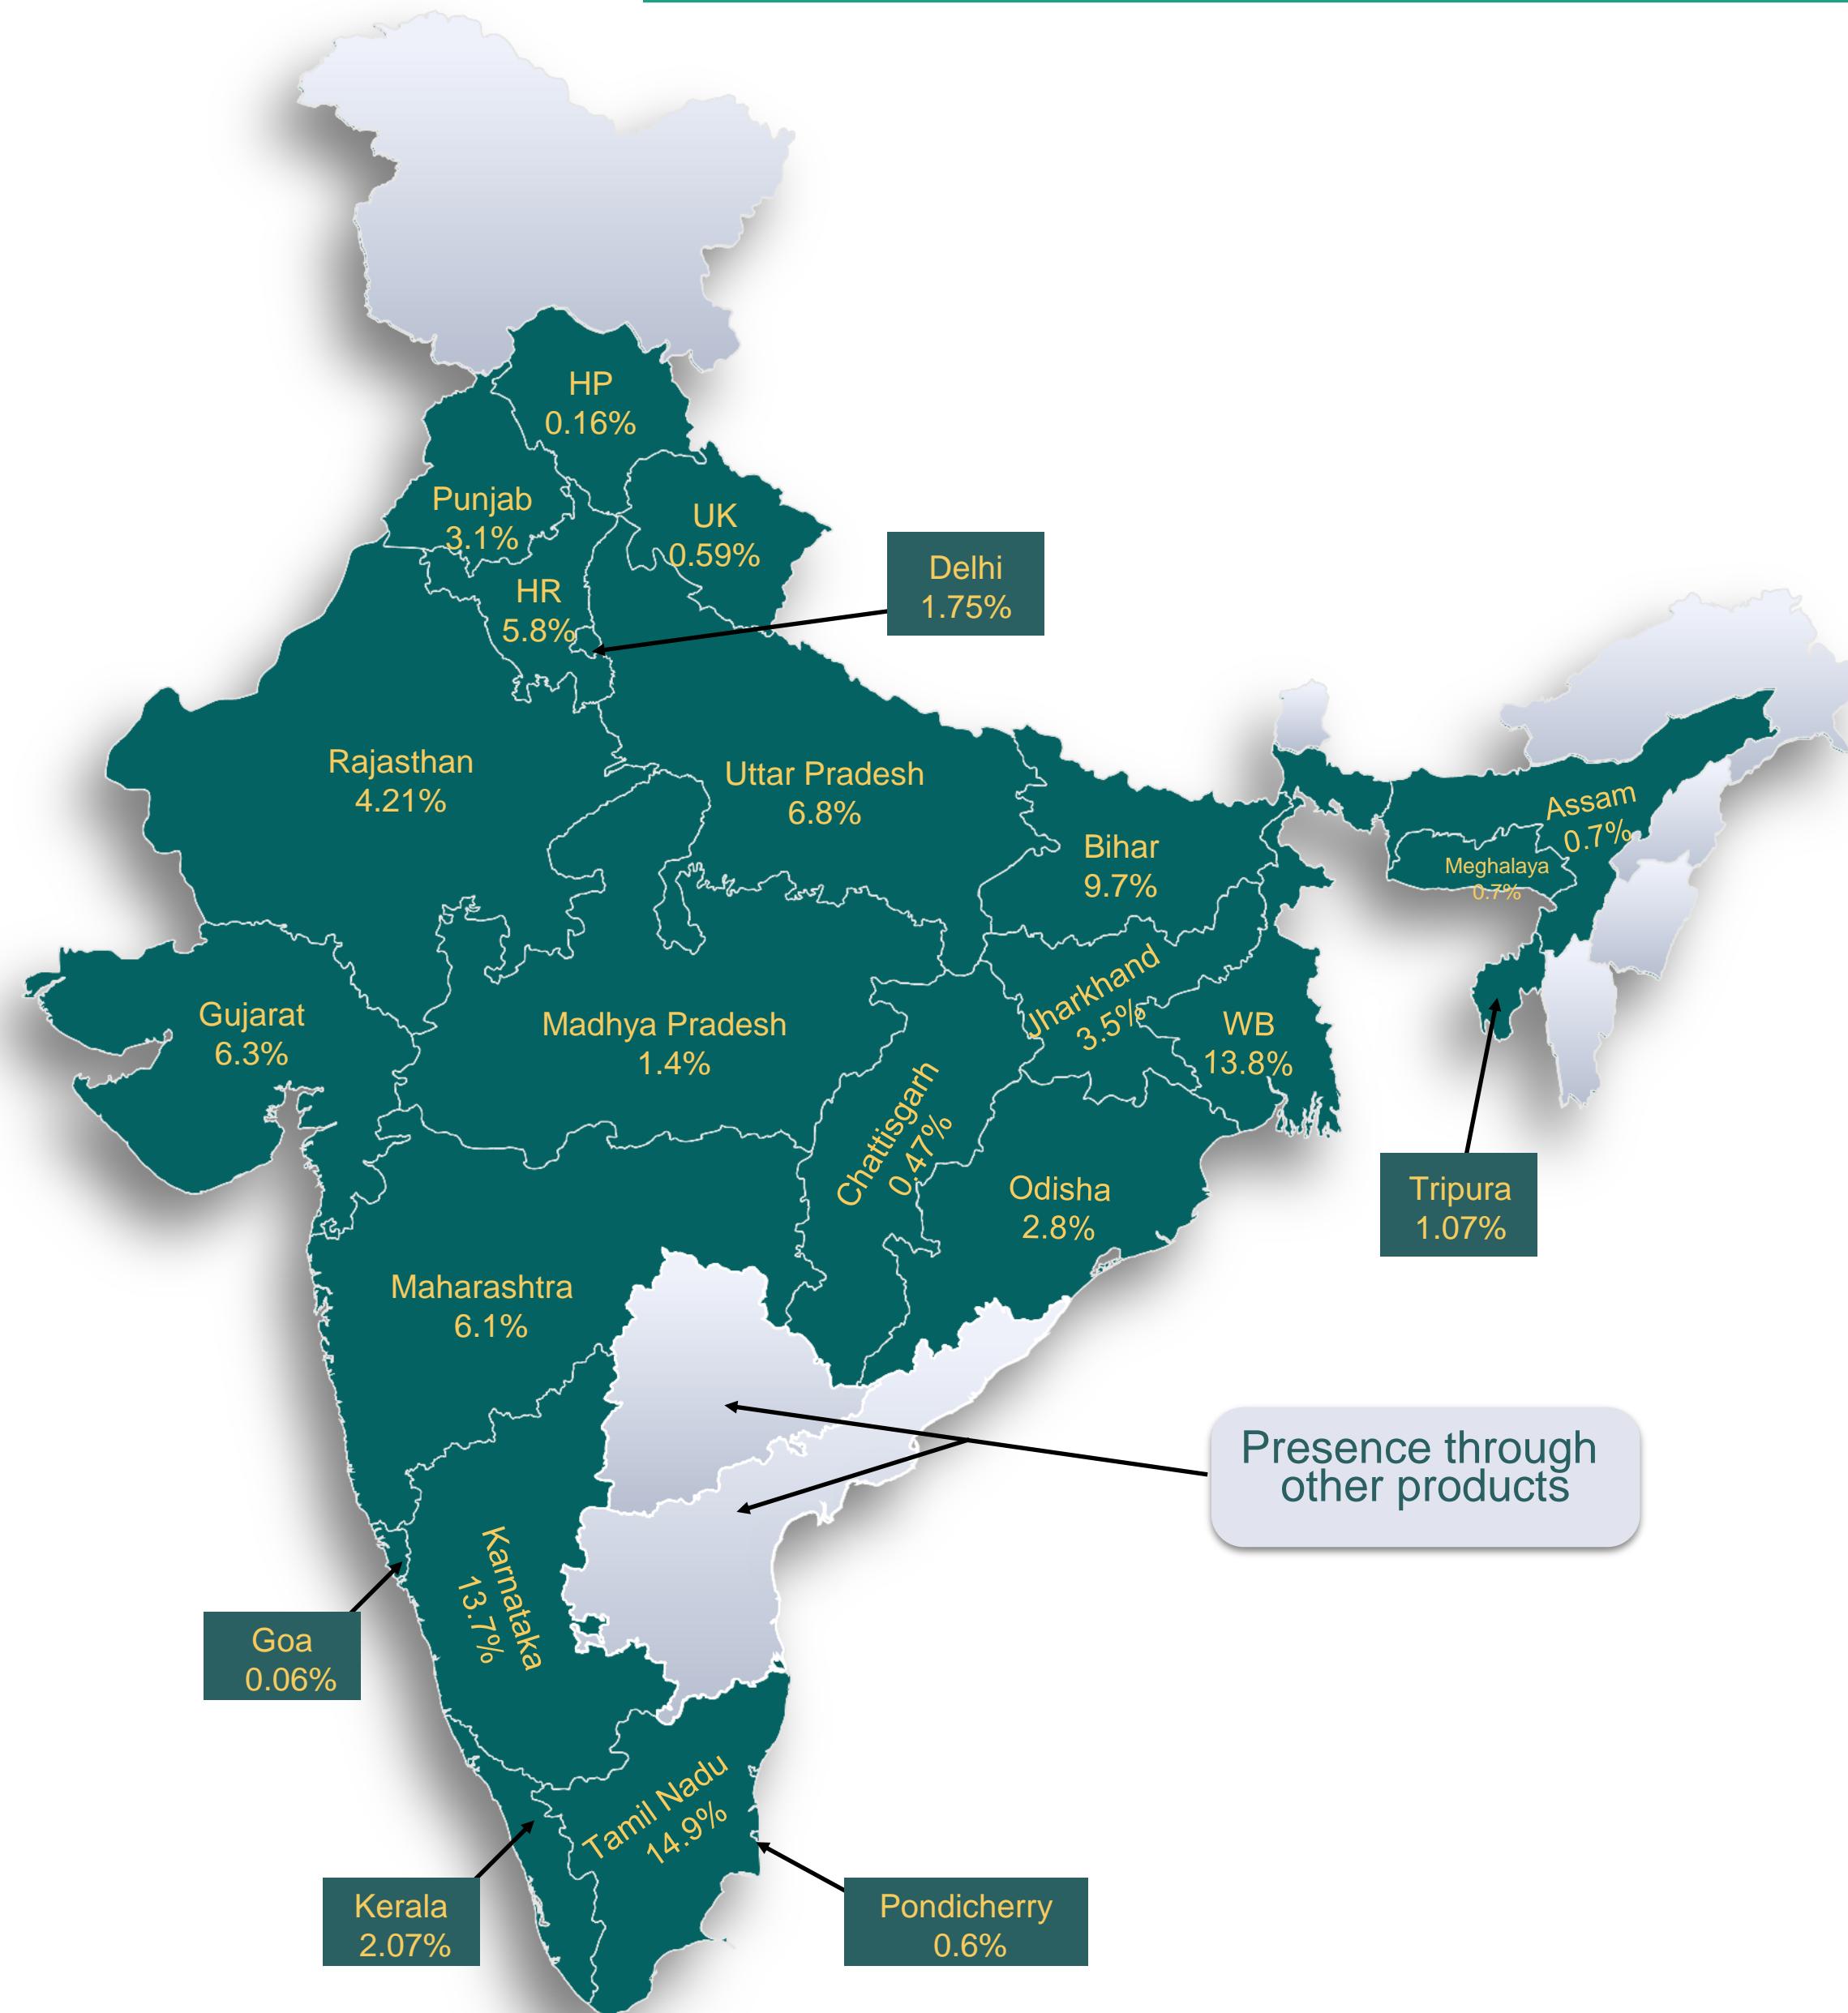 HP
0.16%
Punjab
3.1%
UK
0.59%
HR
5.8%
Delhi
1.75%
Rajasthan
4.21%
Uttar Pradesh
6.8%
Bihar
9.7%
Assam
0.7%
Meghalaya
0.7%
Gujarat
6.3%
Madhya Pradesh
1.4%
Jharkhand
3.5%
WB
13.8%
Chattisgarh
0.47%
Odisha
2.8%
Tripura
1.07%
Maharashtra
6.1%
Presence through
other products
Karnataka
13.7%
Goa
0.06%
Tamil Nadu
14.9%
Kerala
2.07%
Pondicherry
0.6%